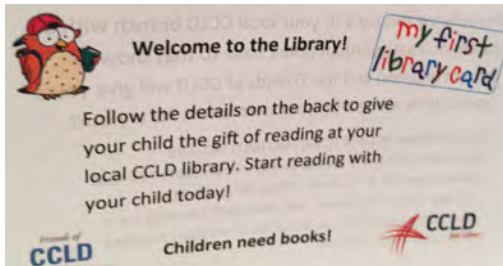 Welcome to the Library!
my first
library card
Follow the details on the back to give
your child the gift of reading at your
local CCLD library. Start reading with
your child today!
Friends of
CCLD
Children need books!
CCLD